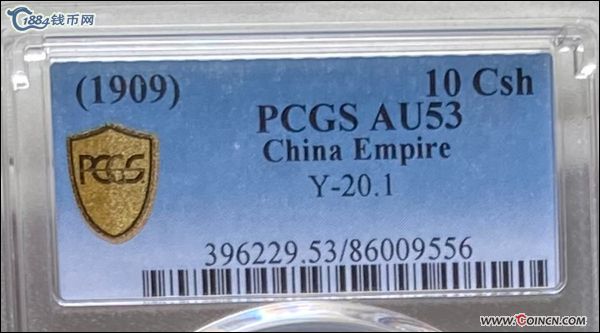 1884钱币网
(1909)
10 Csh
PCGS AU53
China Empire
Y-20.1
PCGS
396229.53/86009556
www.COINCN.COM